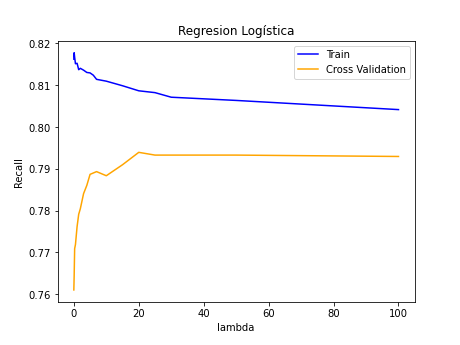 Regresion Logística
Train
Cross Validation
0.82
0.81
0.80
0.79
0.78
0.77
0.76
Recall
0
20
40
60
80
100
lambda